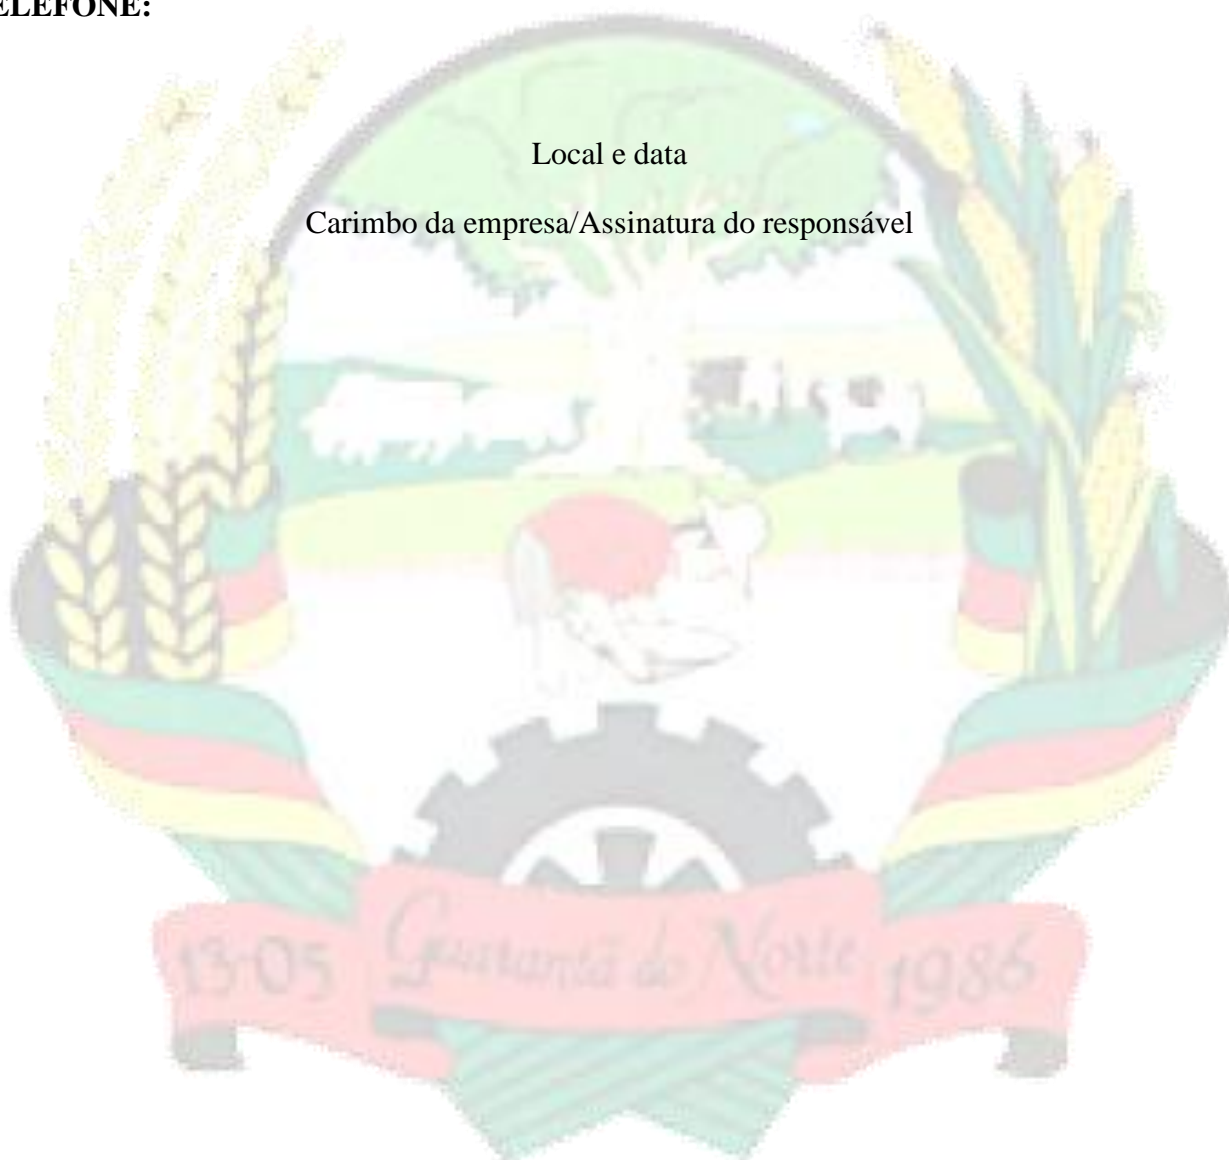 ELEFONE:
Local e data
Carimbo da empresa/Assinatura do responsável
13-05 Guarantã do Norte 1986